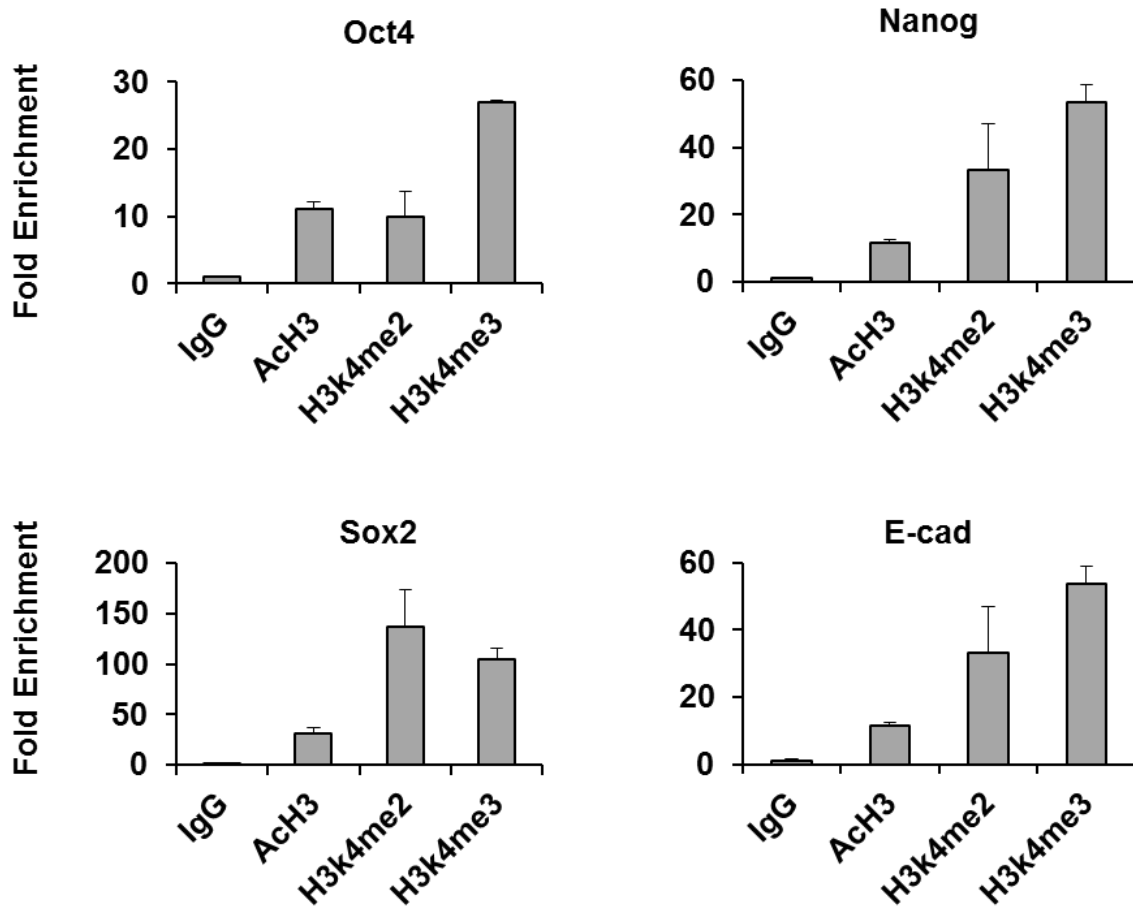 Oct4
Fold Enrichment
30
20
10
0
IgG
AcH3
H3k4me2
H3k4me3
Nanog
60
40
20
0
IgG
AcH3
H3k4me2
H3k4me3
Sox2
Fold Enrichment
200
150
100
50
0
IgG
AcH3
H3k4me2
H3k4me3
E-cad
60
40
20
0
IgG
AcH3
H3k4me2
H3k4me3